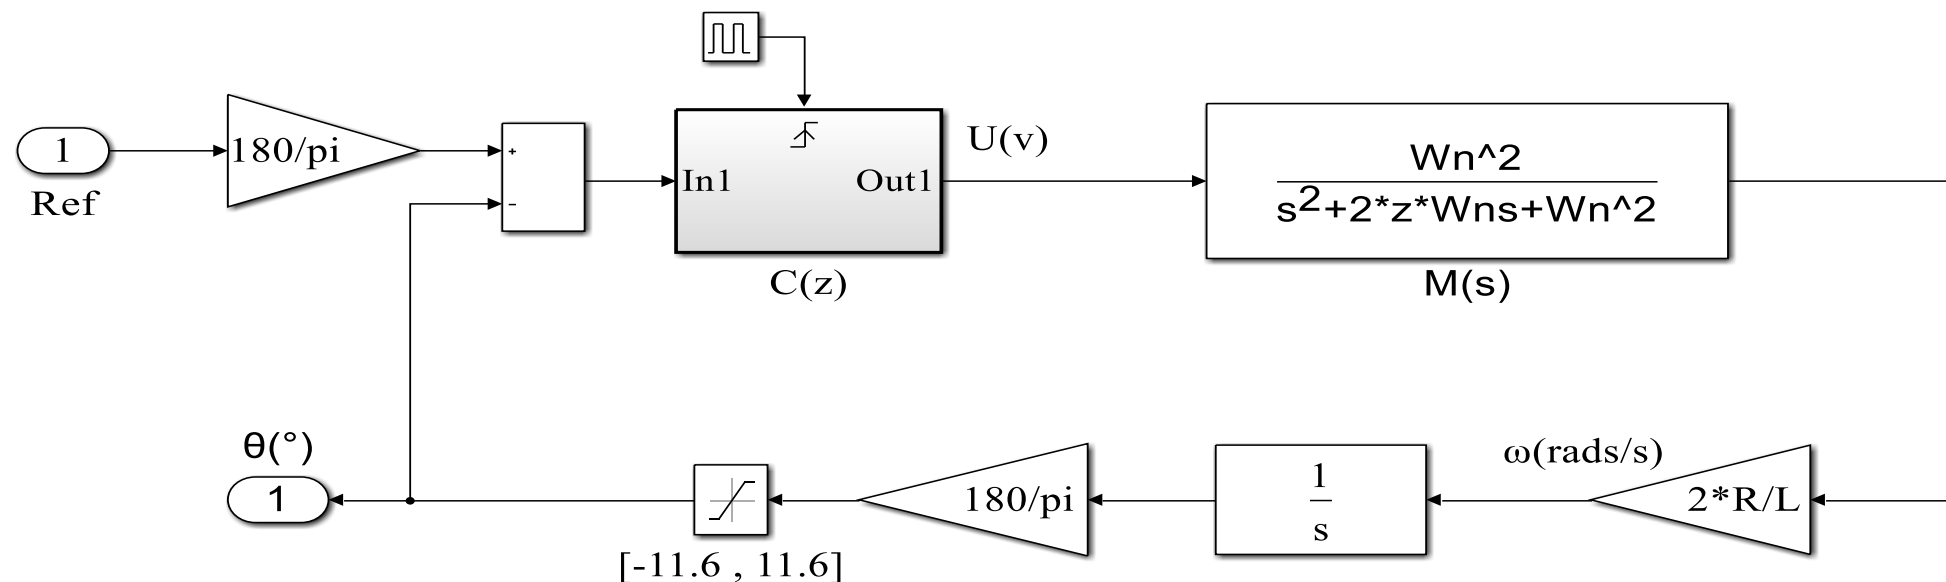 1
Ref
180/pi
+
-
In1
Out1
C(z)
U(v)
Wn^2
s2+2*z*Wns+Wn^2
M(s)
θ(°)
1
[-11.6 , 11.6]
180/pi
1
s
ω(rads/s)
2*R/L